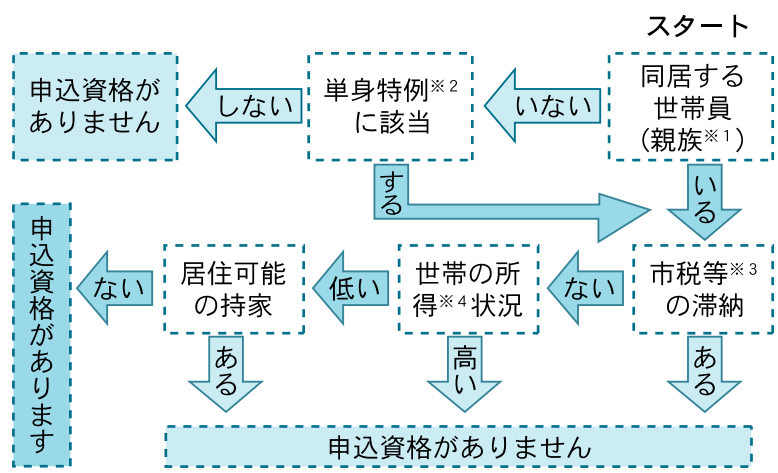 スタート
同居する
世帯員
（親族※1）
いない
単身特例※2
に該当
しない
申込資格が
ありません
する
いる
市税等※3
の滞納
ない
世帯の所
得※4状況
低い
居住可能
の持家
ない
申込資格があります
ある
高い
ある
申込資格がありません